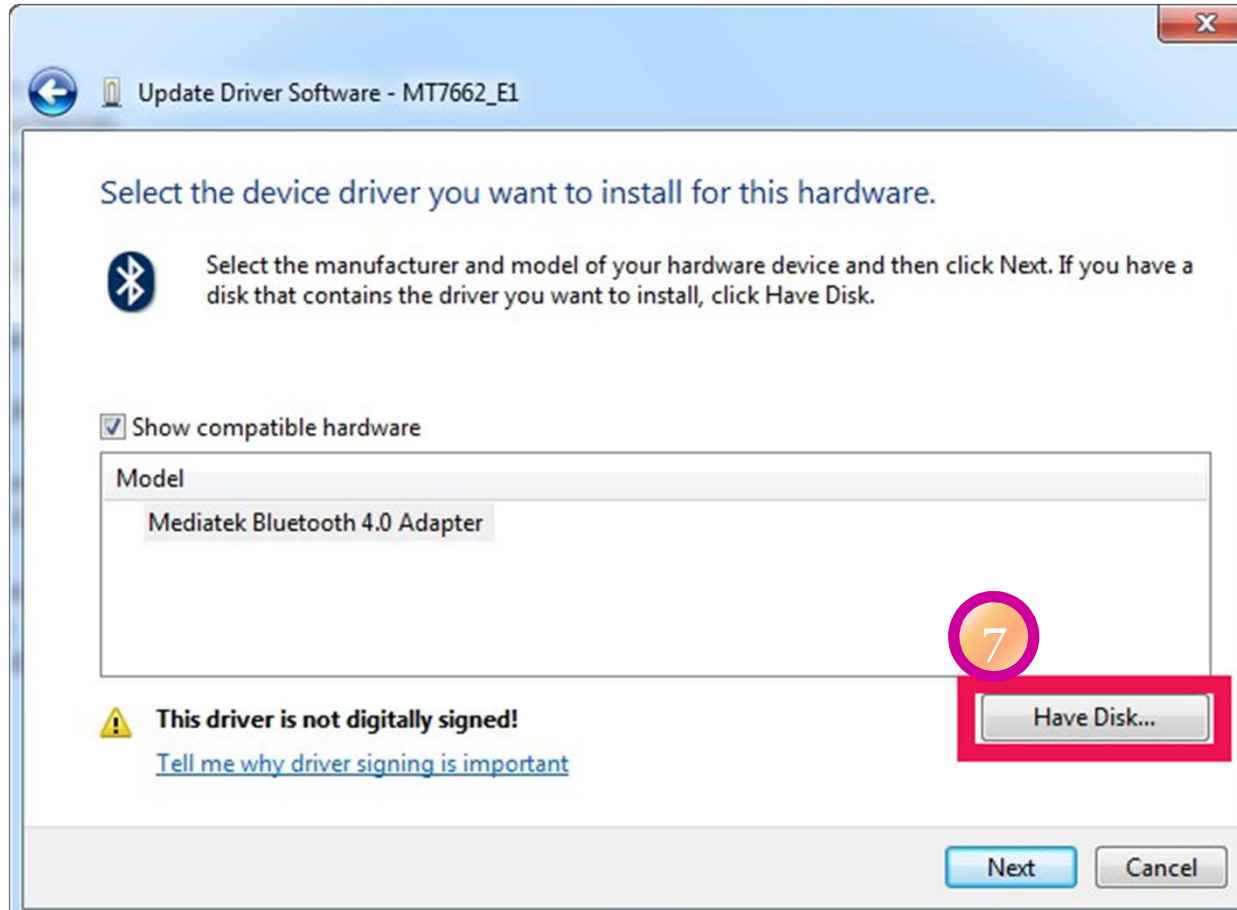 Update Driver Software - MT7662_E1
Select the device driver you want to install for this hardware.
Select the manufacturer and model of your hardware device and then click Next. If you have a
disk that contains the driver you want to install, click Have Disk.
Show compatible hardware
Model
Mediatek Bluetooth 4.0 Adapter
7
This driver is not digitally signed!
Have Disk...
Tell me why driver signing is important
Next
Cancel